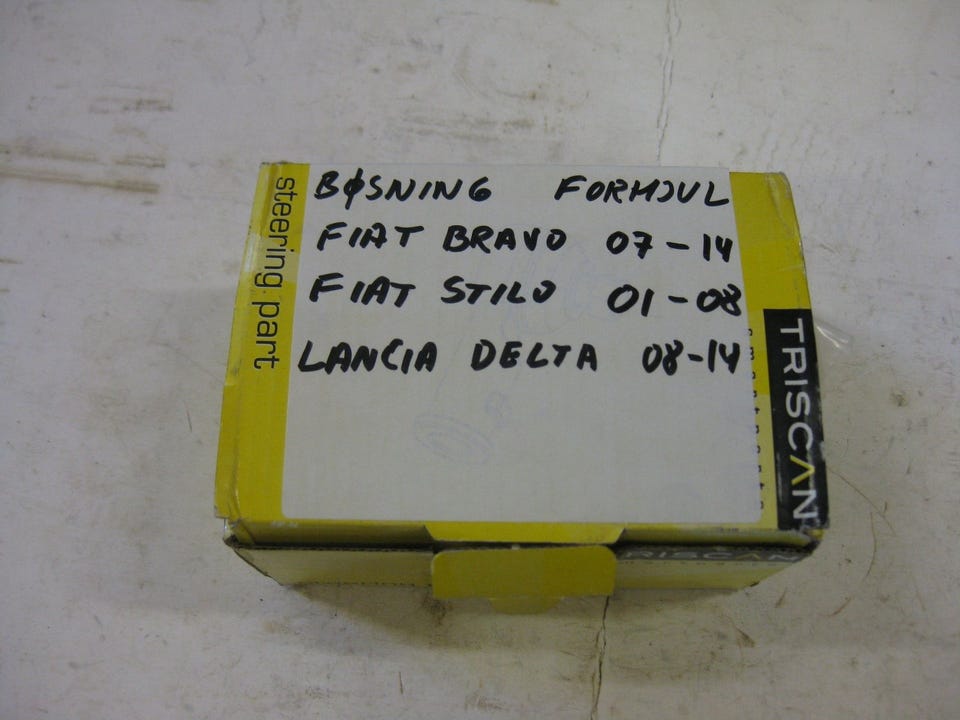 BØSNING FORHJUL
FIAT BRAVO 07-14
FIAT STILO 01-08
LANCIA DELTA 08-14
steering part
TRISCAN
TRISCAN